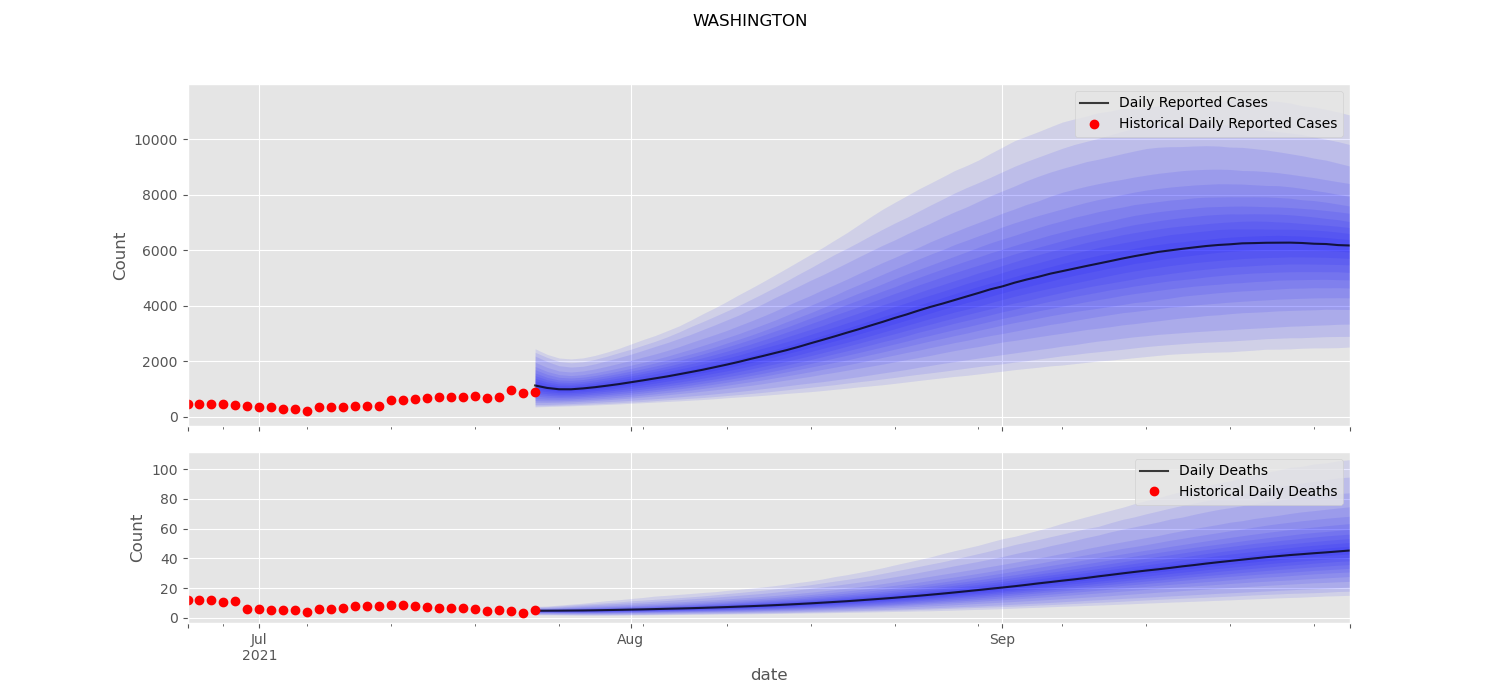 WASHINGTON
Daily Reported Cases
Historical Daily Reported Cases
10000
8000
6000
4000
2000
0
Count
Daily Deaths
Historical Daily Deaths
100
80
60
40
20
0
Count
Jul
2021
Aug
Sep
date